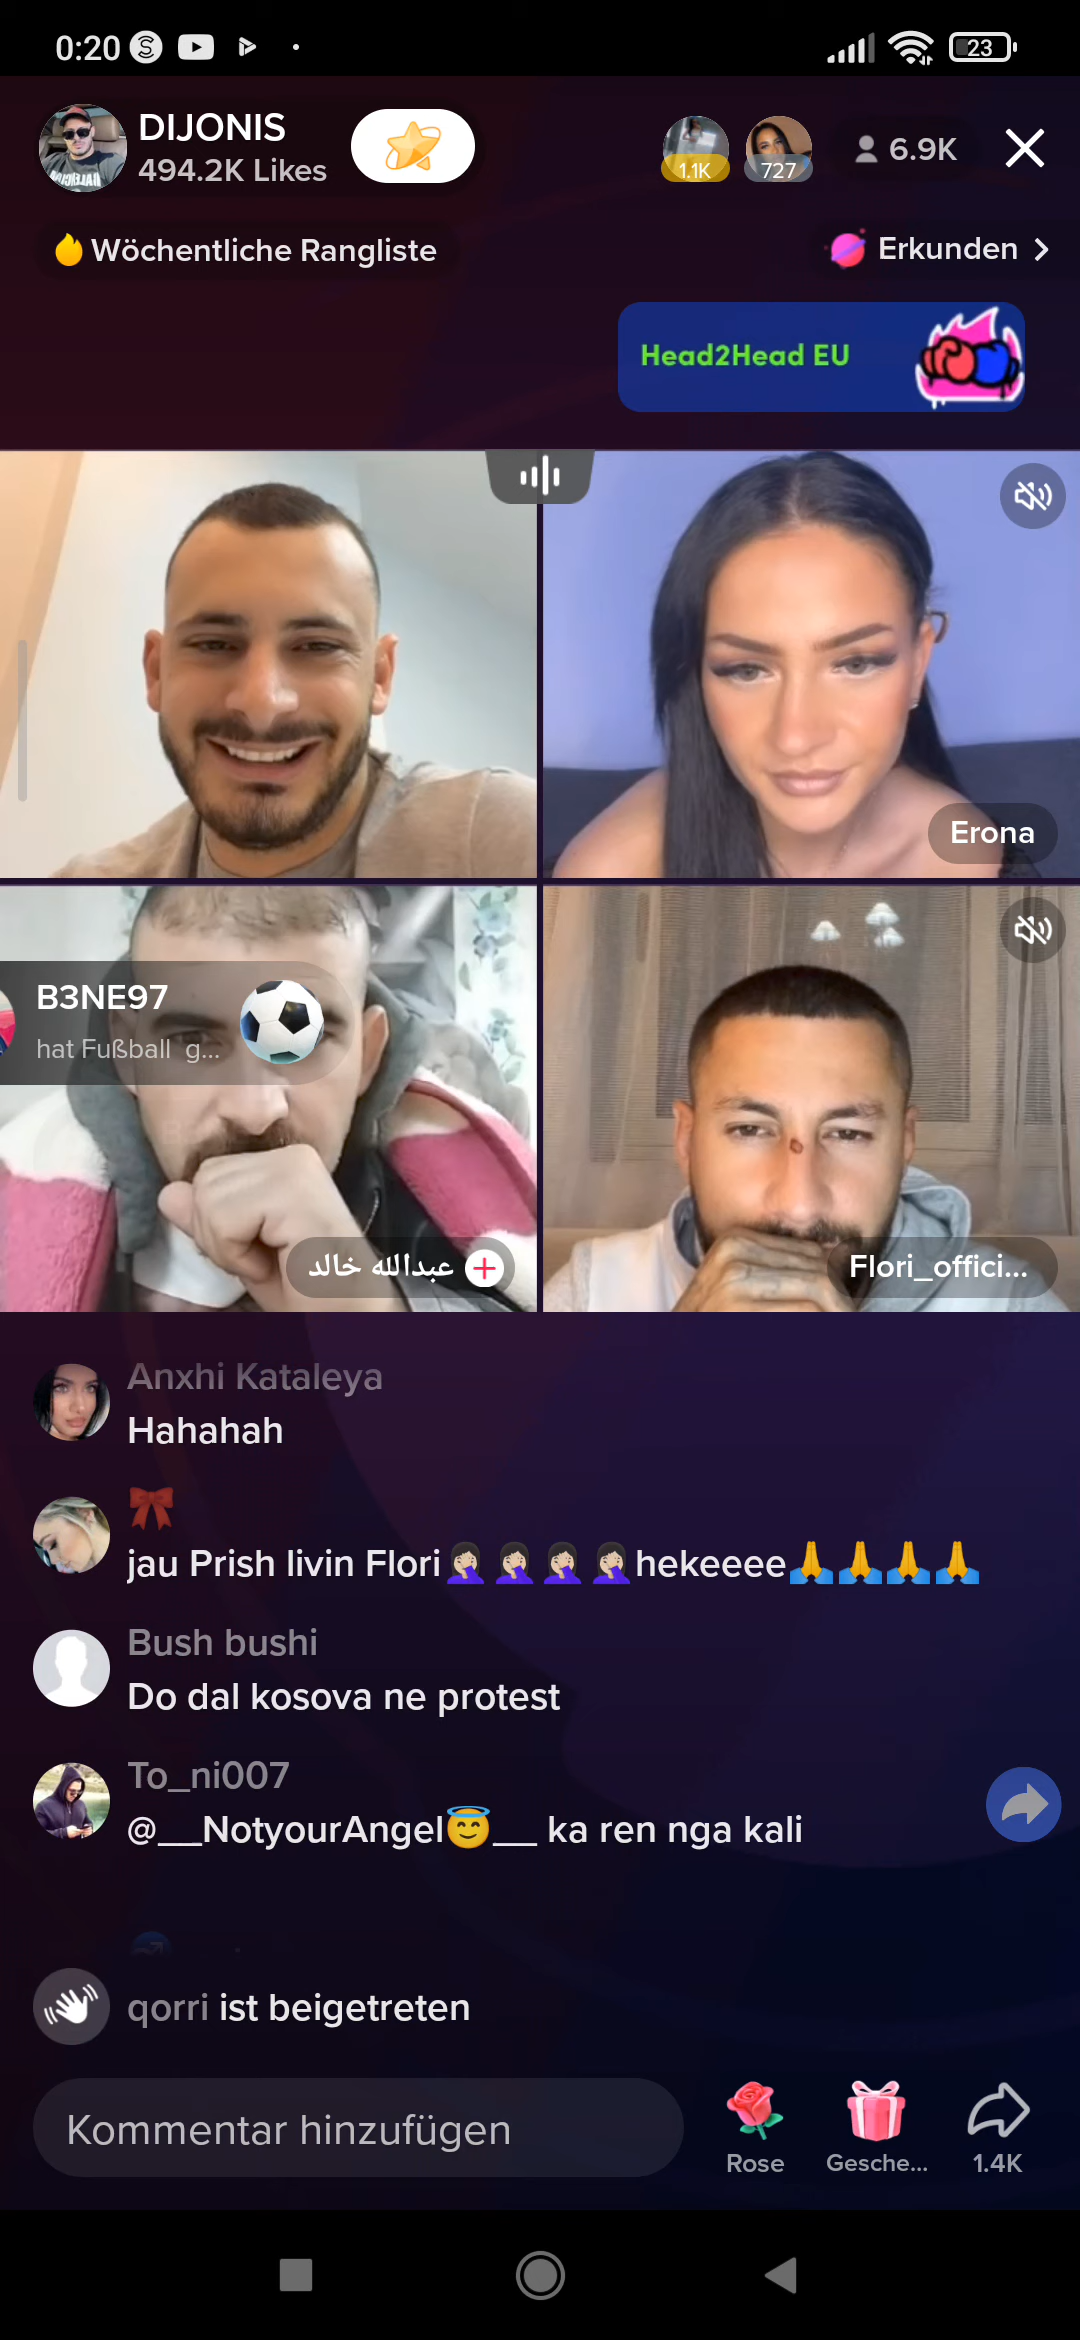 0:20
23
DIJONIS
494.2K Likes
1.1K
727
6.9K
Wöchentliche Rangliste
Erkunden
Head2Head EU
Erona
B3NE97
hat Fußball g...
عبدالله خالد
Flori_offici...
Anxhi Kataleya
Hahahah
🎀
jau Prish livin Flori🤦🏻‍♀️🤦🏻‍♀️🤦🏻‍♀️🤦🏻‍♀️hekeeee🙏🙏🙏🙏
Bush bushi
Do dal kosova ne protest
To_ni007
@__NotyourAngel😇__ ka ren nga kali
qorri ist beigetreten
Kommentar hinzufügen
Rose
Gesche...
1.4K